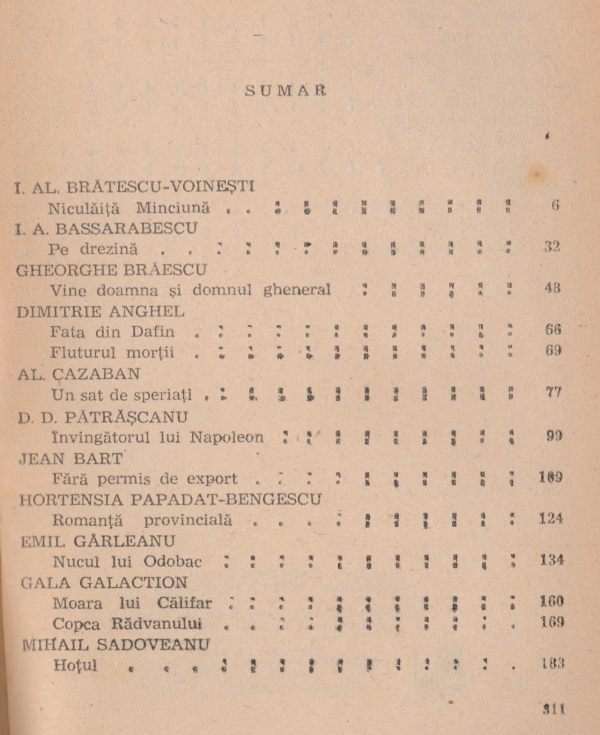 SUMAR
I. AL. BRĂTESCU-VOINEȘTI
Niculăiță Minciună . . . . . . . . . . . 6
I. A. BASSARABESCU
Pe drezină . . . . . . . . . . . . 32
GHEORGHE BRĂESCU
Vine doamna și domnul gheneral . . . . . . 48
DIMITRIE ANGHEL
Fata din Dafin . . . . . . . . . . . . 66
Fluturul morții . . . . . . . . . . . . 69
AL. CAZABAN
Un sat de speriați . . . . . . . . . . . 77
D. D. PĂTRĂȘCANU
Învingătorul lui Napoleon . . . . . . . . . 99
JEAN BART
Fără permis de export . . . . . . . . . . 109
HORTENSIA PAPADAT-BENGESCU
Romanță provincială . . . . . . . . . . 124
EMIL GÂRLEANU
Nucul lui Odobac . . . . . . . . . . . 134
GALA GALACTION
Moara lui Călifar . . . . . . . . . . . 160
Copca Rădvanului . . . . . . . . . . . 169
MIHAIL SADOVEANU
Hoțul . . . . . . . . . . . . . . 183
311